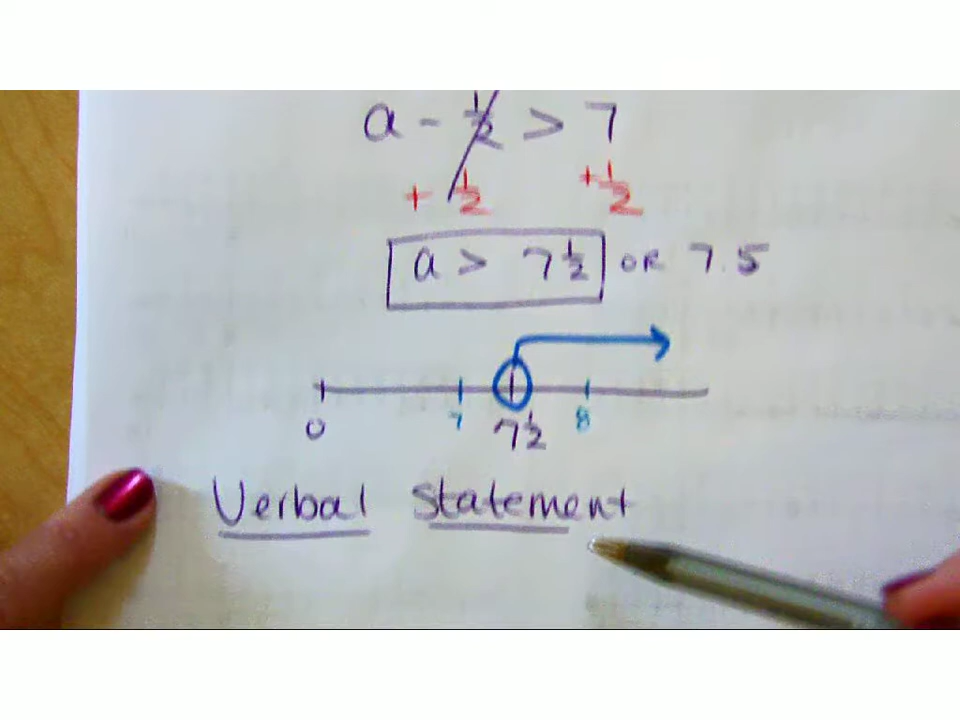 a - 1/2 > 7
+ 1/2 + 1/2
a > 7 1/2 OR 7.5
0 7 7 1/2 8
Verbal Statement